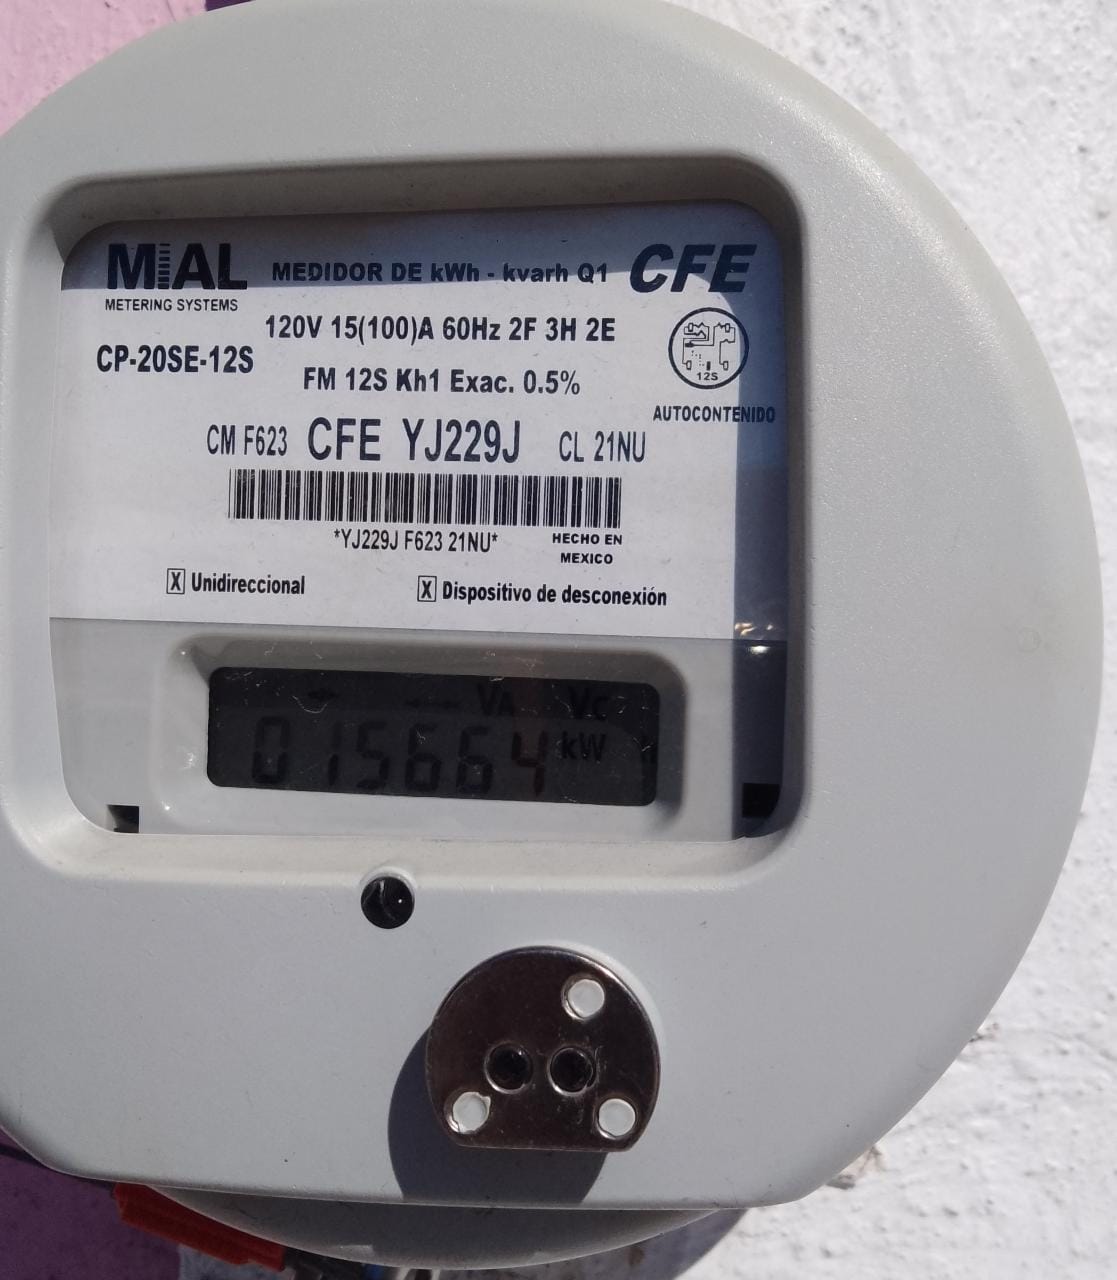 MIAL
METERING SYSTEMS
MEDIDOR DE kWh - kvarh Q1
CFE
120V 15(100)A 60Hz 2F 3H 2E
CP-20SE-12S
FM 12S Kh1 Exac. 0.5%
12S
AUTOCONTENIDO
CM F623 CFE YJ229J CL 21NU
*YJ229J F623 21NU*
HECHO EN
MEXICO
X Unidireccional
X Dispositivo de desconexión
VA VC
015664 kW h